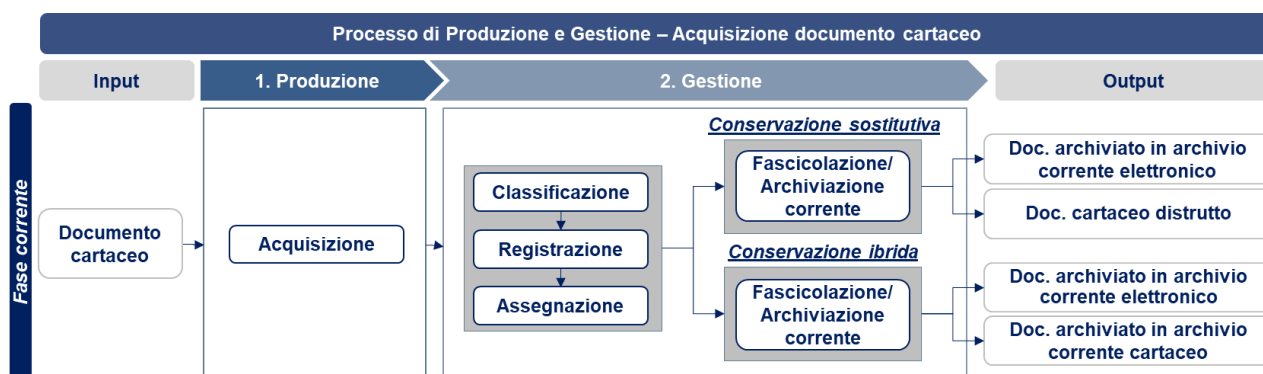 Processo di Produzione e Gestione – Acquisizione documento cartaceo
Input
1. Produzione
2. Gestione
Output
Fase corrente
Documento
cartaceo
Acquisizione
Classificazione
Registrazione
Assegnazione
Conservazione sostitutiva
Fascicolazione/
Archiviazione
corrente
Conservazione ibrida
Fascicolazione/
Archiviazione
corrente
Doc. archiviato in archivio
corrente elettronico
Doc. cartaceo distrutto
Doc. archiviato in archivio
corrente elettronico
Doc. archiviato in archivio
corrente cartaceo